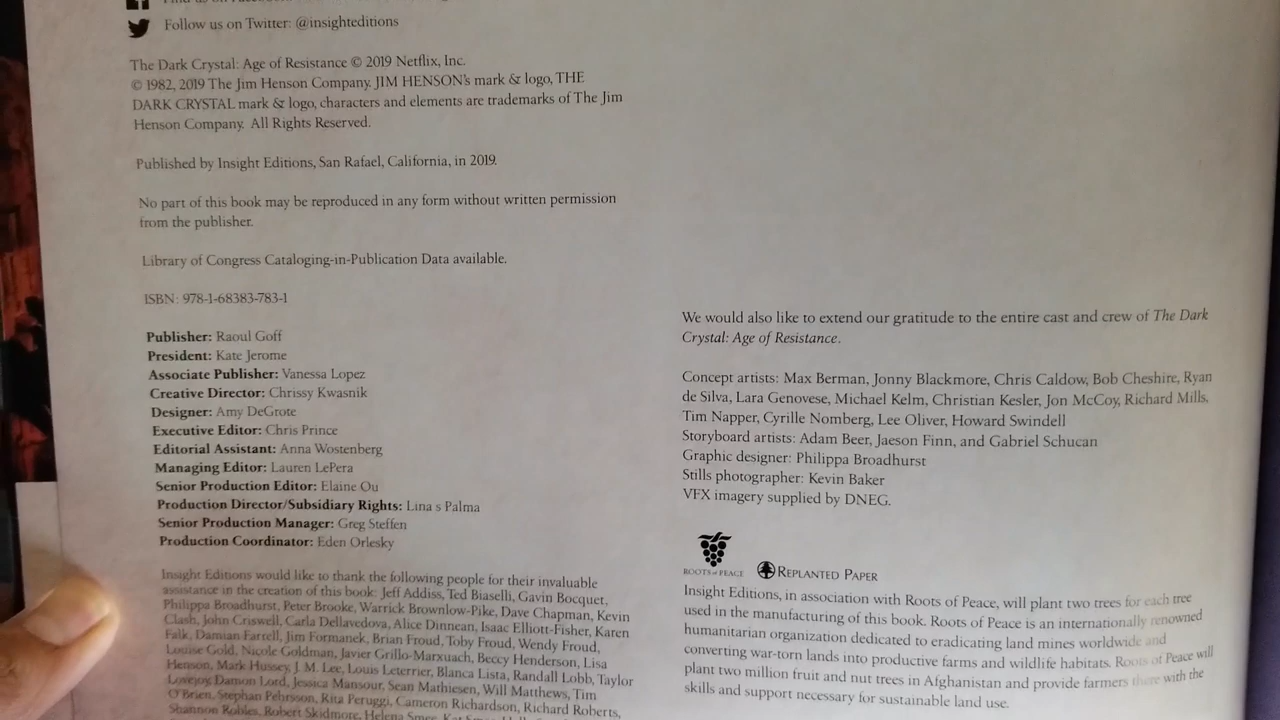 Follow us on Twitter: @insighteditions
The Dark Crystal: Age of Resistance © 2019 Netflix, Inc.
© 1982, 2019 The Jim Henson Company. JIM HENSON's mark & logo, THE
DARK CRYSTAL mark & logo, characters and elements are trademarks of The Jim
Henson Company. All Rights Reserved.
Published by Insight Editions, San Rafael, California, in 2019.
No part of this book may be reproduced in any form without written permission
from the publisher.
Library of Congress Cataloging-in-Publication Data available.
ISBN: 978-1-68383-783-1
Publisher: Raoul Goff
President: Kate Jerome
Associate Publisher: Vanessa Lopez
Creative Director: Chrissy Kwasnik
Designer: Amy DeGrote
Executive Editor: Chris Prince
Editorial Assistant: Anna Wostenberg
Managing Editor: Lauren LePera
Senior Production Editor: Elaine Ou
Production Director/Subsidiary Rights: Lina s Palma
Senior Production Manager: Greg Steffen
Production Coordinator: Eden Orlesky
Insight Editions would like to thank the following people for their invaluable
assistance in the creation of this book: Jeff Addiss, Ted Biaselli, Gavin Bocquet,
Philippa Broadhurst, Peter Brooke, Warrick Brownlow-Pike, Dave Chapman, Kevin
Clash, John Criswell, Carla Dellavedova, Alice Dinnean, Isaac Elliott-Fisher, Karen
Falk, Damian Farrell, Jim Formanek, Brian Froud, Toby Froud, Wendy Froud,
Louise Gold, Nicole Goldman, Javier Grillo-Marxuach, Beccy Henderson, Lisa
Henson, Mark Hussey, J. M. Lee, Louis Leterrier, Blanca Lista, Randall Lobb, Taylor
Lovejoy, Damon Lord, Jessica Mansour, Sean Mathiesen, Will Matthews, Tim
O'Brien, Stephan Pehrsson, Rita Peruggi, Cameron Richardson, Richard Roberts,
Shannon Robles, Robert Skidmore, Helena Smee,
We would also like to extend our gratitude to the entire cast and crew of The Dark
Crystal: Age of Resistance.
Concept artists: Max Berman, Jonny Blackmore, Chris Caldow, Bob Cheshire, Ryan
de Silva, Lara Genovese, Michael Kelm, Christian Kesler, Jon McCoy, Richard Mills,
Tim Napper, Cyrille Nomberg, Lee Oliver, Howard Swindell
Storyboard artists: Adam Beer, Jaeson Finn, and Gabriel Schucan
Graphic designer: Philippa Broadhurst
Stills photographer: Kevin Baker
VFX imagery supplied by DNEG.
ROOTS of PEACE REPLANTED PAPER
Insight Editions, in association with Roots of Peace, will plant two trees for each tree
used in the manufacturing of this book. Roots of Peace is an internationally renowned
humanitarian organization dedicated to eradicating land mines worldwide and
converting war-torn lands into productive farms and wildlife habitats. Roots of Peace will
plant two million fruit and nut trees in Afghanistan and provide farmers there with the
skills and support necessary for sustainable land use.